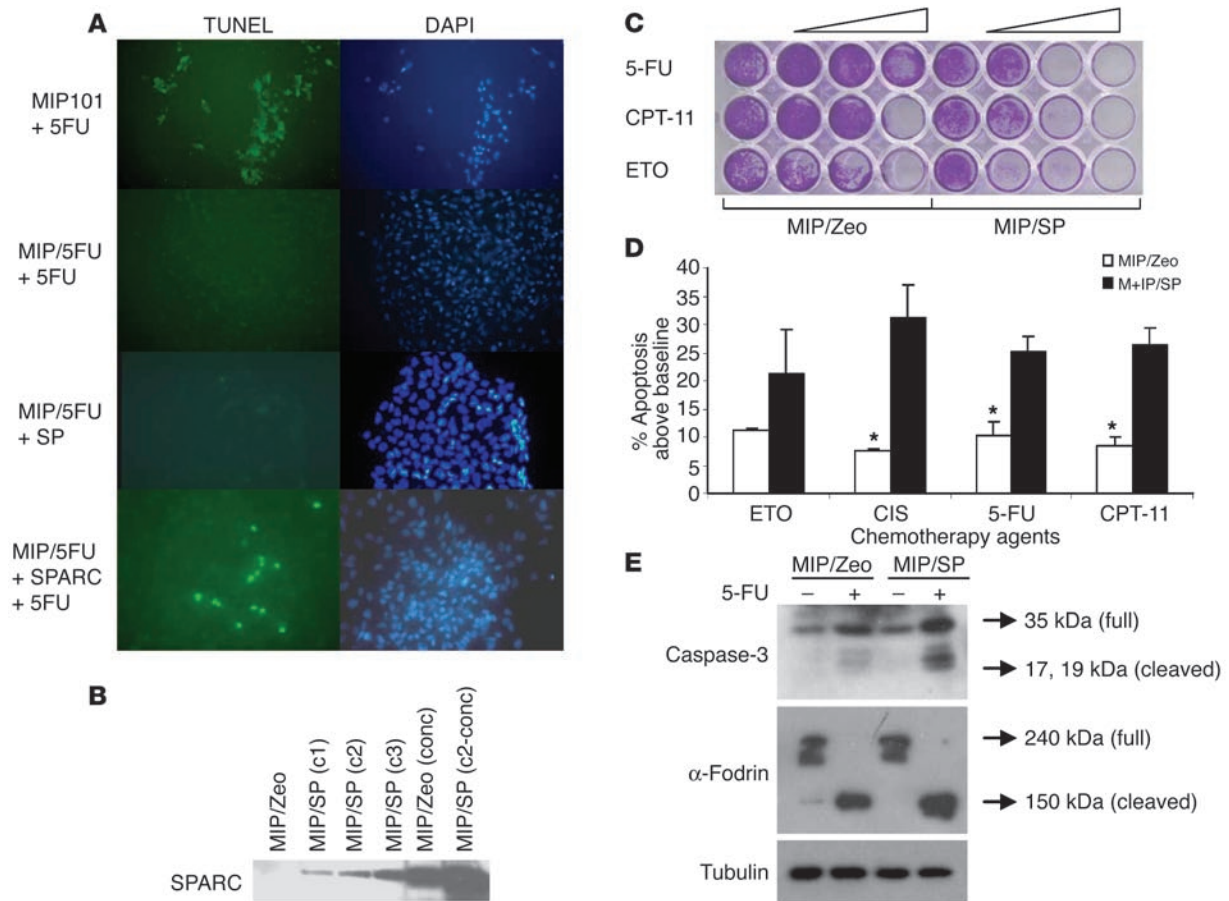 A
TUNEL
DAPI
MIP101
+ 5FU
MIP/5FU
+ 5FU
MIP/5FU
+ SP
MIP/5FU
+ SPARC
+ 5FU
B
MIP/Zeo
MIP/SP (c1)
MIP/SP (c2)
MIP/SP (c3)
MIP/Zeo (conc)
MIP/SP (c2-conc)
SPARC
C
5-FU
CPT-11
ETO
MIP/Zeo
MIP/SP
D
% Apoptosis
above baseline
40
35
30
25
20
15
10
5
0
MIP/Zeo
M+IP/SP
*
*
*
ETO
CIS
5-FU
CPT-11
Chemotherapy agents
E
MIP/Zeo
MIP/SP
5-FU
– + – +
Caspase-3
35 kDa (full)
17, 19 kDa (cleaved)
α-Fodrin
240 kDa (full)
150 kDa (cleaved)
Tubulin